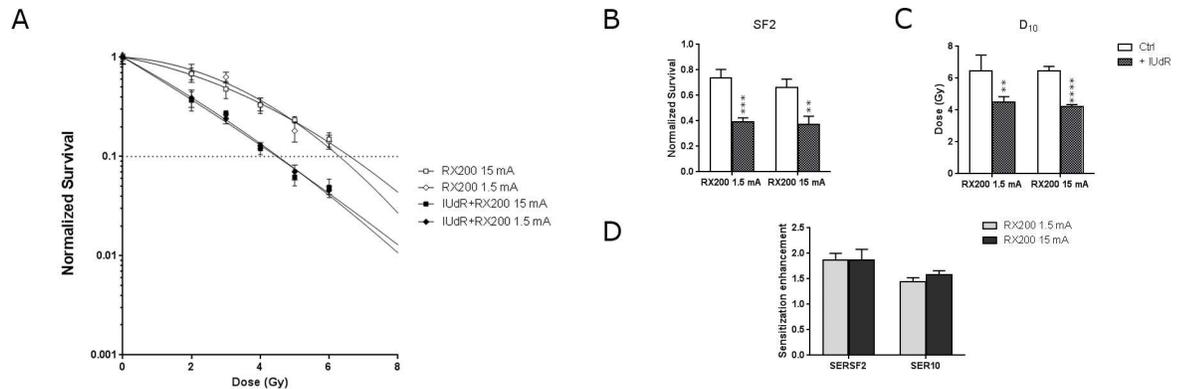 A
Normalized Survival
1
0.1
0.01
0.001
0
2
4
6
8
Dose (Gy)
RX200 15 mA
RX200 1.5 mA
IUdR+RX200 15 mA
IUdR+RX200 1.5 mA
B
SF2
Normalized Survival
1.0
0.8
0.6
0.4
0.2
0.0
***
**
RX200 1.5 mA
RX200 15 mA
C
D10
Dose (Gy)
8
6
4
2
0
**
****
RX200 1.5 mA
RX200 15 mA
Ctrl
+ IUdR
D
Sensitization enhancement
2.5
2.0
1.5
1.0
0.5
0.0
SERSF2
SER10
RX200 1.5 mA
RX200 15 mA